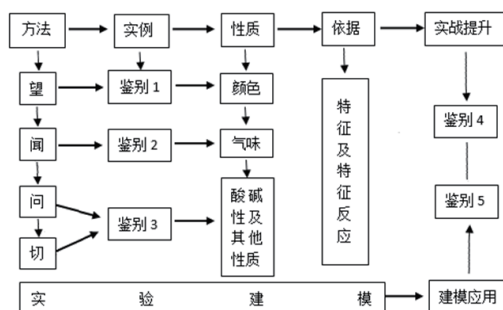 方法
实例
性质
依据
实战提升
望
鉴别1
颜色
闻
鉴别2
气味
问
切
鉴别3
酸碱
性及
其他
性质
特征及特征反应
鉴别4
鉴别5
实验建模
建模应用